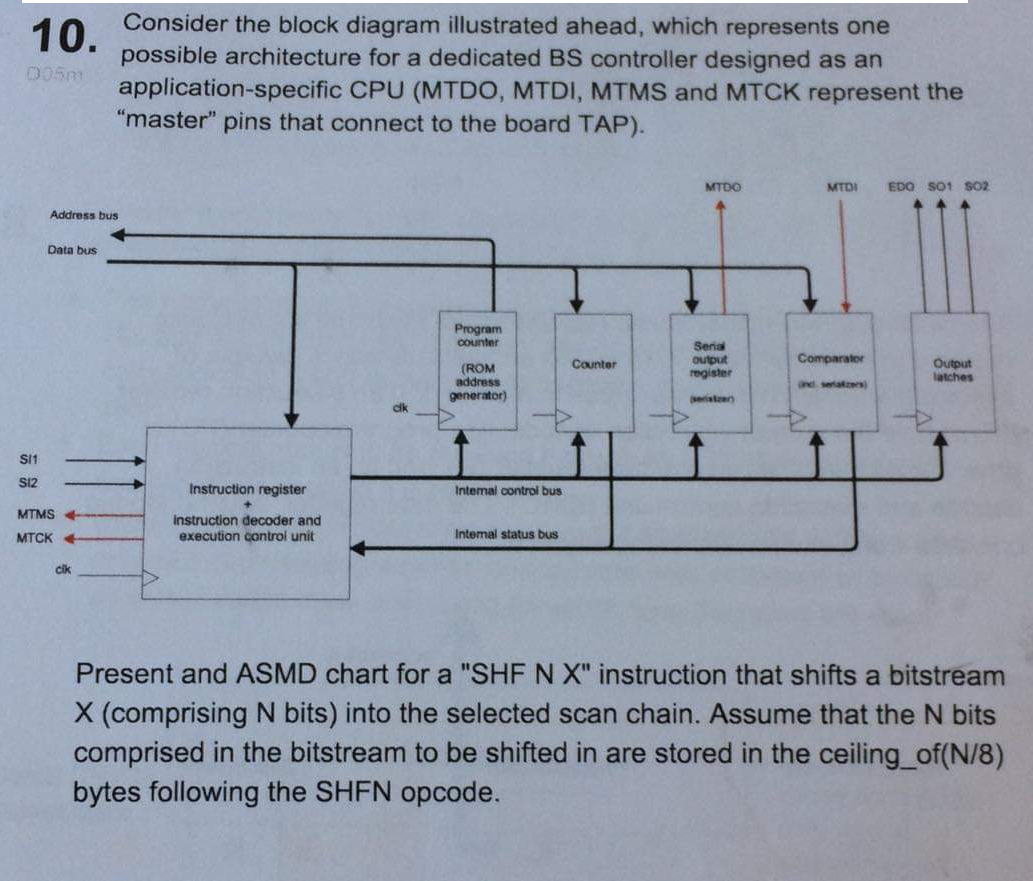 10.
D05m
Consider the block diagram illustrated ahead, which represents one
possible architecture for a dedicated BS controller designed as an
application-specific CPU (MTDO, MTDI, MTMS and MTCK represent the
“master” pins that connect to the board TAP).
MTDO
MTDI
EDO SO1 SO2
Address bus
Data bus
Program
counter
(ROM
address
generator)
clk
Counter
Serial
output
register
(serializer)
Comparator
(incl. serializers)
Output
latches
SI1
SI2
MTMS
MTCK
clk
Instruction register
+
Instruction decoder and
execution control unit
Internal control bus
Internal status bus
Present and ASMD chart for a "SHF N X" instruction that shifts a bitstream
X (comprising N bits) into the selected scan chain. Assume that the N bits
comprised in the bitstream to be shifted in are stored in the ceiling_of(N/8)
bytes following the SHFN opcode.